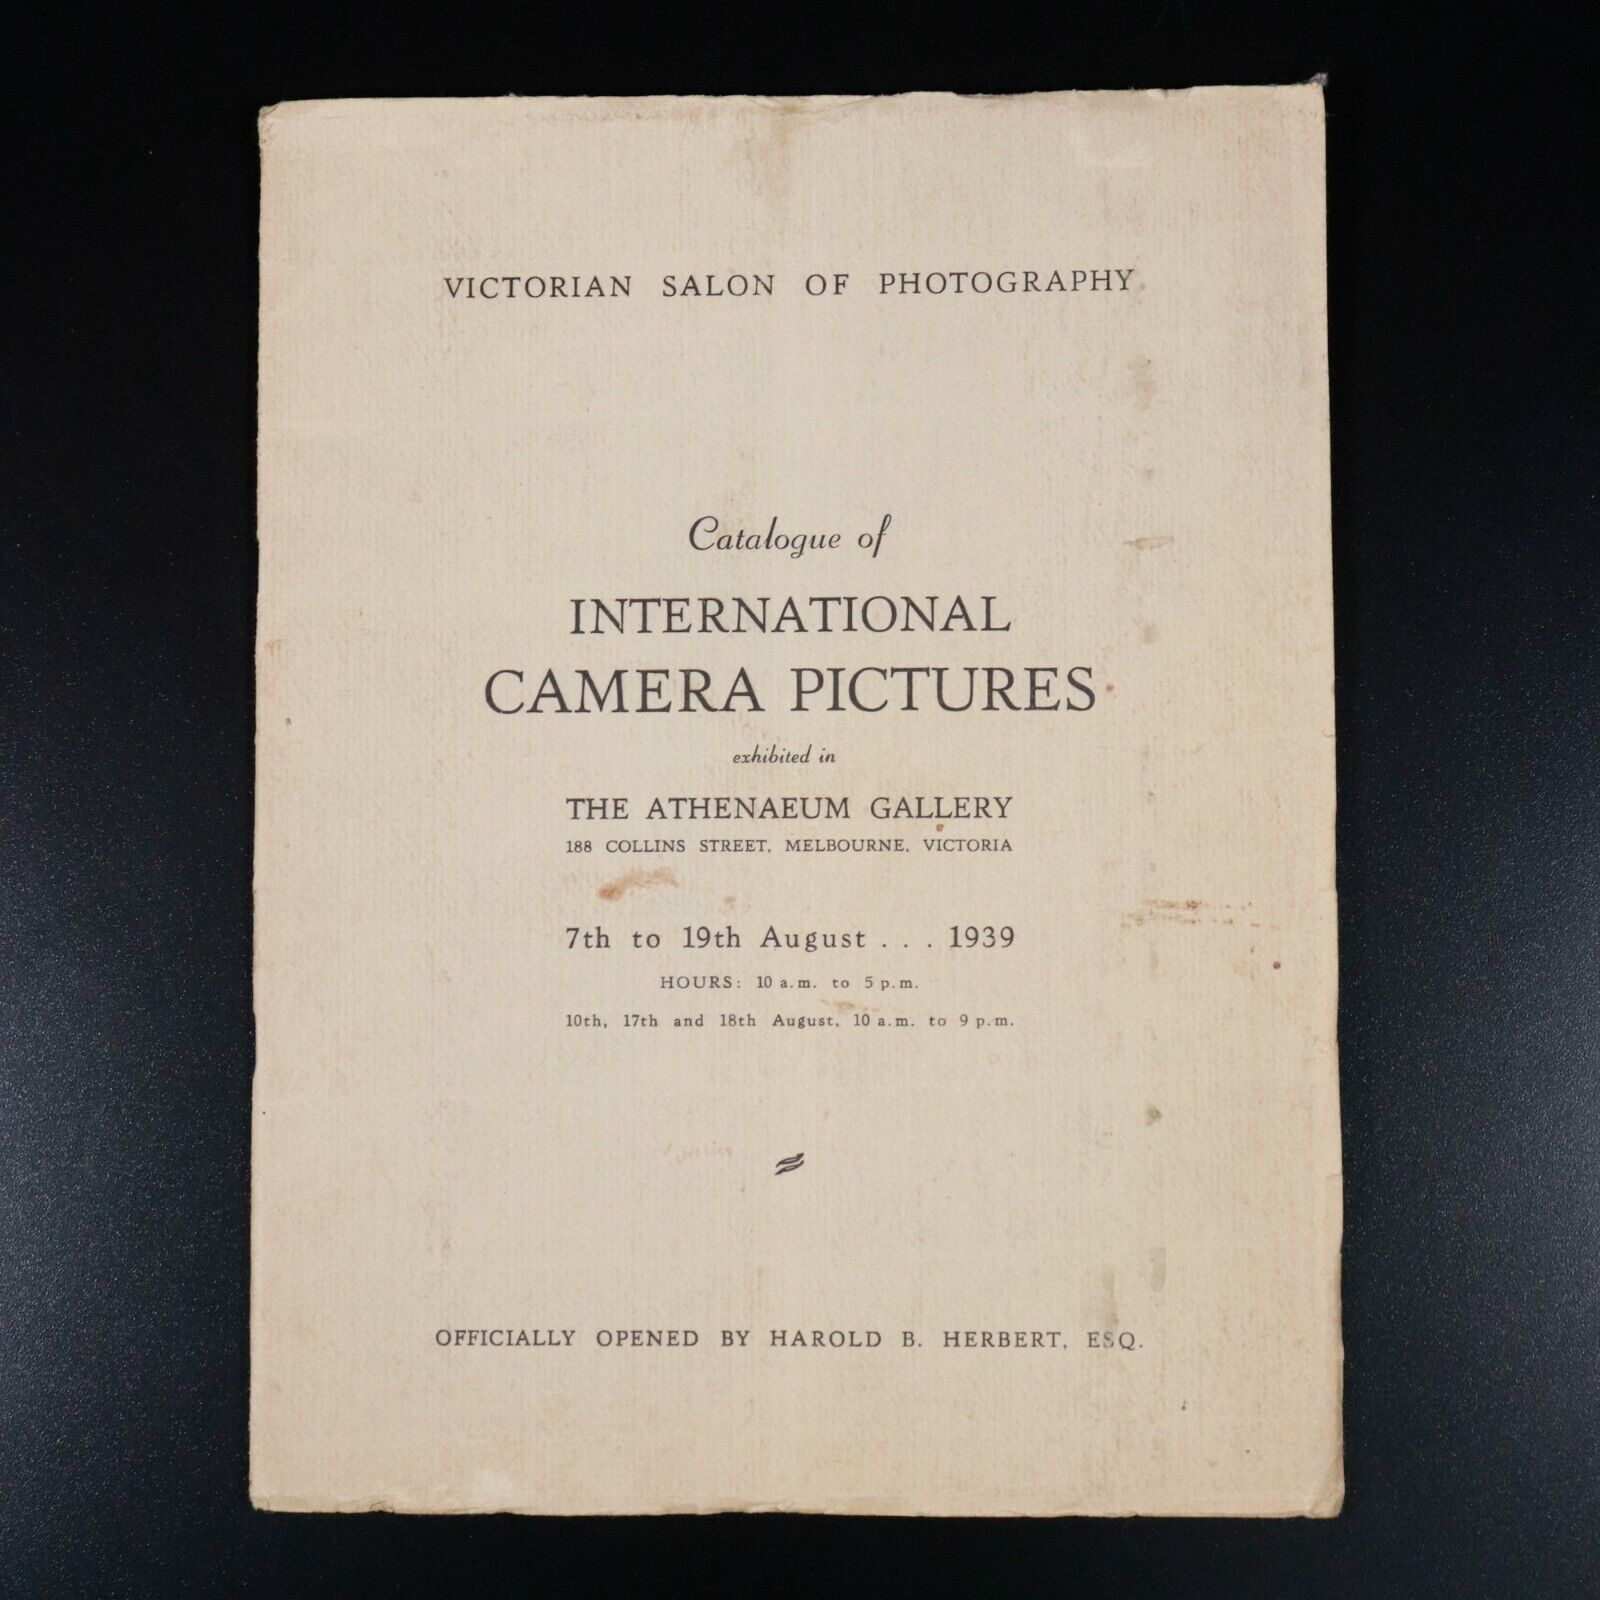 VICTORIAN SALON OF PHOTOGRAPHY
Catalogue of
INTERNATIONAL
CAMERA PICTURES
exhibited in
THE ATHENAEUM GALLERY
188 COLLINS STREET, MELBOURNE, VICTORIA
7th to 19th August . . . 1939
HOURS: 10 a.m. to 5 p.m.
10th, 17th and 18th August, 10 a.m. to 9 p.m.
OFFICIALLY OPENED BY HAROLD B. HERBERT, ESQ.